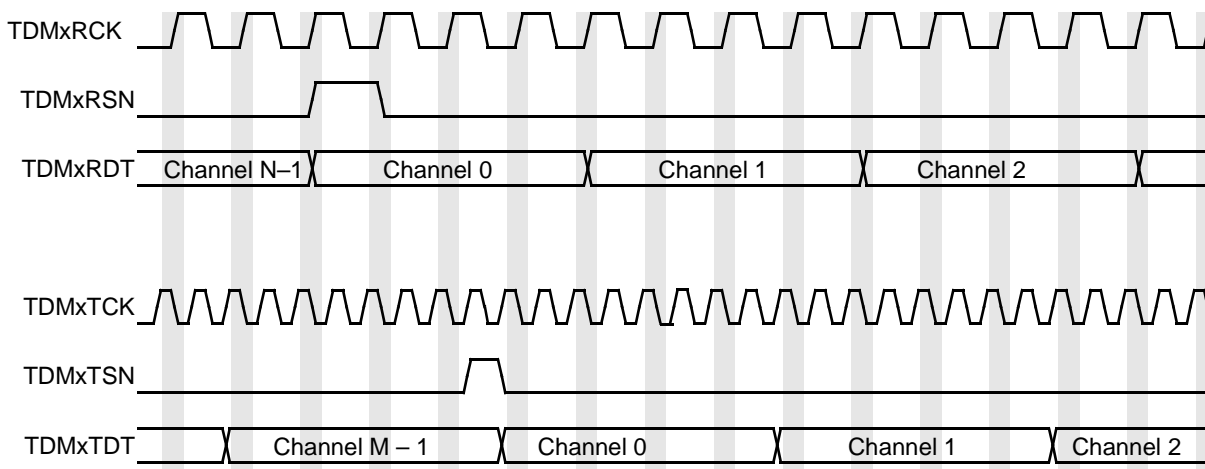 TDMxRCK
TDMxRSN
TDMxRDT Channel N–1 Channel 0 Channel 1 Channel 2
TDMxTCK
TDMxTSN
TDMxTDT Channel M – 1 Channel 0 Channel 1 Channel 2